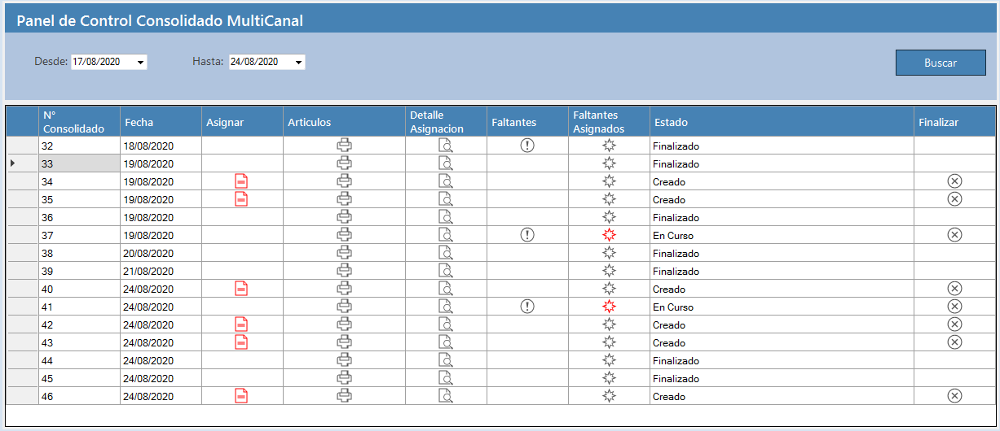 Panel de Control Consolidado MultiCanal
Desde: 17/08/2020 Hasta: 24/08/2020 Buscar
N° Consolidado Fecha Asignar Articulos Detalle Asignacion Faltantes Faltantes Asignados Estado Finalizar
32 18/08/2020 Finalizado
33 19/08/2020 Finalizado
34 19/08/2020 Creado
35 19/08/2020 Creado
36 19/08/2020 Finalizado
37 19/08/2020 En Curso
38 20/08/2020 Finalizado
39 21/08/2020 Finalizado
40 24/08/2020 Creado
41 24/08/2020 En Curso
42 24/08/2020 Creado
43 24/08/2020 Creado
44 24/08/2020 Finalizado
45 24/08/2020 Finalizado
46 24/08/2020 Creado